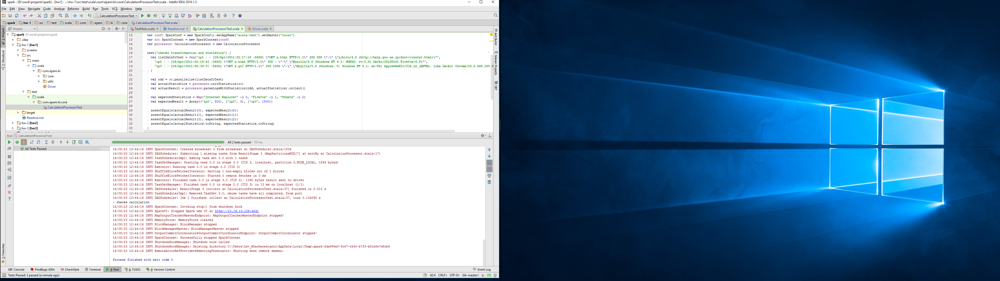 spark - [D:\work\projects\spark] - [hw1] - ...\hw-1\src\test\scala\com\epam\ki\core\CalculationProcessorTest.scala - IntelliJ IDEA 2016.1.3
File Edit View Navigate Code Analyze Refactor Build Run Tools VCS Window Help
CalculationProcessorTest
spark hw-1 src test scala com epam ki core CalculationProcessorTest.scala
Project
TestMain.scala Readme.md CalculationProcessorTest.scala Driver.scala
1: Project
2: Structure
2: Favorites
spark D:\work\projects\spark
.idea
hw-1 [hw1]
screens
src
main
scala
com.epam.ki
core
utils
Driver
test
scala
com.epam.ki.core
CalculationProcessorTest
target
Readme.md
hw-2 [hw2]
hw-3 [hw3]
12 var conf: SparkConf = new SparkConf().setAppName("scala-test").setMaster("local")
13 var sc: SparkContext = new SparkContext(conf)
14 var processor: CalculationProcessor = new CalculationProcessor
15
16 test("checks transformation and statistics") {
17 val listDataToTest = Seq("ip1 - - [28/Apr/2011:02:17:18 -0400] \"GET a.html HTTP/1.1\" 200 500 \"-\" \"ichiro/4.0 (http://help.goo.ne.jp/door/crawler.html)\"",
18 "ip2 - - [28/Apr/2011:02:19:43 -0400] \"GET a.html HTTP/1.1\" 300 - \"-\" \"Mozilla/5.0 (Windows NT 6.1; WOW64; rv:2.0) Gecko/20100101 Firefox/4.0\"",
19 "ip3 - - [28/Apr/2011:00:39:37 -0400] \"GET x.gif HTTP/1.1\" 200 1500 \"-\" \"Mozilla/5.0 (Windows; U; Windows NT 5.1; en-US) AppleWebKit/534.16 (KHTML, like Gecko) Chrome/10.0.648.205 S
20 )
21
22 val rdd = sc.parallelize(listDataToTest)
23 val actualStatistics = processor.initStatistics(sc)
24 val actualResult = processor.parseLogsWithStatistics(rdd, actualStatistics).collect()
25
26 val expectedStatistics = Map("Internet Explorer" -> 0, "Firefox" -> 1, "Others" -> 2)
27 val expectedResult = Array(("ip1", 500), ("ip2", 0), ("ip3", 1500))
28
29 assertEquals(actualResult(0), expectedResult(0))
30 assertEquals(actualResult(1), expectedResult(1))
31 assertEquals(actualResult(2), expectedResult(2))
32 assertEquals(actualStatistics.toString, expectedStatistics.toString)
33 }
Ant Build
Maven Projects
SBT
Run CalculationProcessorTest
All 2 tests passed – 701ms
All Tests Passed 701ms
16/08/23 12:44:16 INFO SparkContext: Created broadcast 3 from broadcast at DAGScheduler.scala:1006
16/08/23 12:44:16 INFO DAGScheduler: Submitting 1 missing tasks from ResultStage 3 (MapPartitionsRDD[7] at sortBy at CalculationProcessor.scala:17)
16/08/23 12:44:16 INFO TaskSchedulerImpl: Adding task set 3.0 with 1 tasks
16/08/23 12:44:16 INFO TaskSetManager: Starting task 0.0 in stage 3.0 (TID 3, localhost, partition 0,NODE_LOCAL, 1894 bytes)
16/08/23 12:44:16 INFO Executor: Running task 0.0 in stage 3.0 (TID 3)
16/08/23 12:44:16 INFO ShuffleBlockFetcherIterator: Getting 1 non-empty blocks out of 1 blocks
16/08/23 12:44:16 INFO ShuffleBlockFetcherIterator: Started 0 remote fetches in 0 ms
16/08/23 12:44:16 INFO Executor: Finished task 0.0 in stage 3.0 (TID 3). 1390 bytes result sent to driver
16/08/23 12:44:16 INFO TaskSetManager: Finished task 0.0 in stage 3.0 (TID 3) in 13 ms on localhost (1/1)
16/08/23 12:44:16 INFO DAGScheduler: ResultStage 3 (collect at CalculationProcessorTest.scala:37) finished in 0.013 s
16/08/23 12:44:16 INFO TaskSchedulerImpl: Removed TaskSet 3.0, whose tasks have all completed, from pool
16/08/23 12:44:16 INFO DAGScheduler: Job 1 finished: collect at CalculationProcessorTest.scala:37, took 0.134090 s
- checks calculation
16/08/23 12:44:16 INFO SparkContext: Invoking stop() from shutdown hook
16/08/23 12:44:16 INFO SparkUI: Stopped Spark web UI at http://10.16.10.108:4041
16/08/23 12:44:16 INFO MapOutputTrackerMasterEndpoint: MapOutputTrackerMasterEndpoint stopped!
16/08/23 12:44:16 INFO MemoryStore: MemoryStore cleared
16/08/23 12:44:16 INFO BlockManager: BlockManager stopped
16/08/23 12:44:16 INFO BlockManagerMaster: BlockManagerMaster stopped
16/08/23 12:44:16 INFO OutputCommitCoordinator$OutputCommitCoordinatorEndpoint: OutputCommitCoordinator stopped!
16/08/23 12:44:16 INFO SparkContext: Successfully stopped SparkContext
16/08/23 12:44:16 INFO ShutdownHookManager: Shutdown hook called
16/08/23 12:44:16 INFO ShutdownHookManager: Deleting directory C:\Users\Lev_Khacheresiantc\AppData\Local\Temp\spark-2da994ef-9c67-4440-b7f3-b81e8e7d9cb6
16/08/23 12:44:16 INFO RemoteActorRefProvider$RemotingTerminator: Shutting down remote daemon.
Process finished with exit code 0
SBT Console FindBugs-IDEA CheckStyle Terminal 4: Run 6: TODO 9: Version Control Event Log
Tests Passed: 2 passed (a minute ago) 42:4 CRLF UTF-8 Git: master [T]